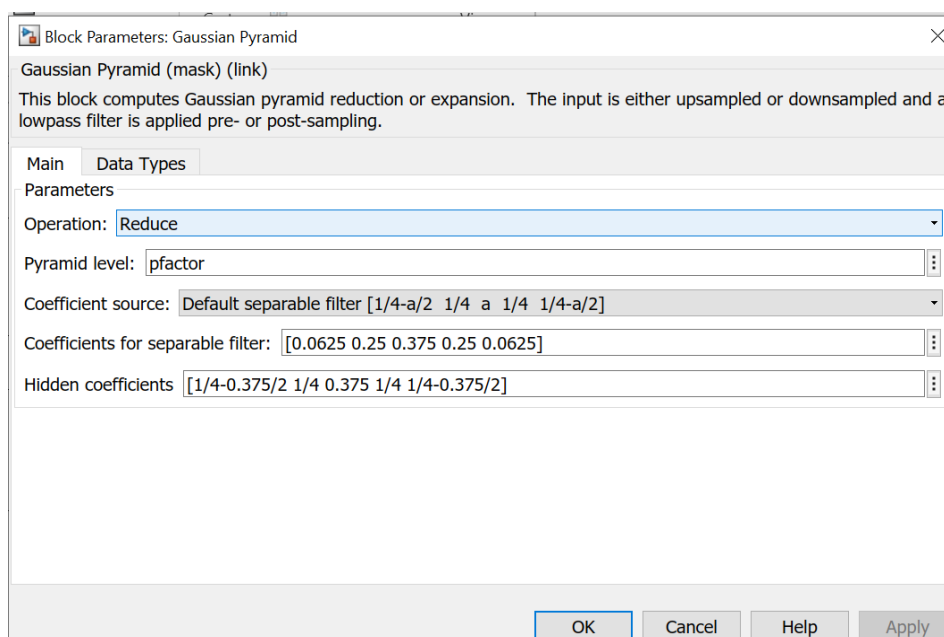 Block Parameters: Gaussian Pyramid
Gaussian Pyramid (mask) (link)
This block computes Gaussian pyramid reduction or expansion.  The input is either upsampled or downsampled and a
lowpass filter is applied pre- or post-sampling.
Main Data Types
Parameters
Operation: Reduce
Pyramid level: pfactor
Coefficient source: Default separable filter [1/4-a/2  1/4  a  1/4  1/4-a/2]
Coefficients for separable filter: [0.0625 0.25 0.375 0.25 0.0625]
Hidden coefficients [1/4-0.375/2 1/4 0.375 1/4 1/4-0.375/2]
OK Cancel Help Apply